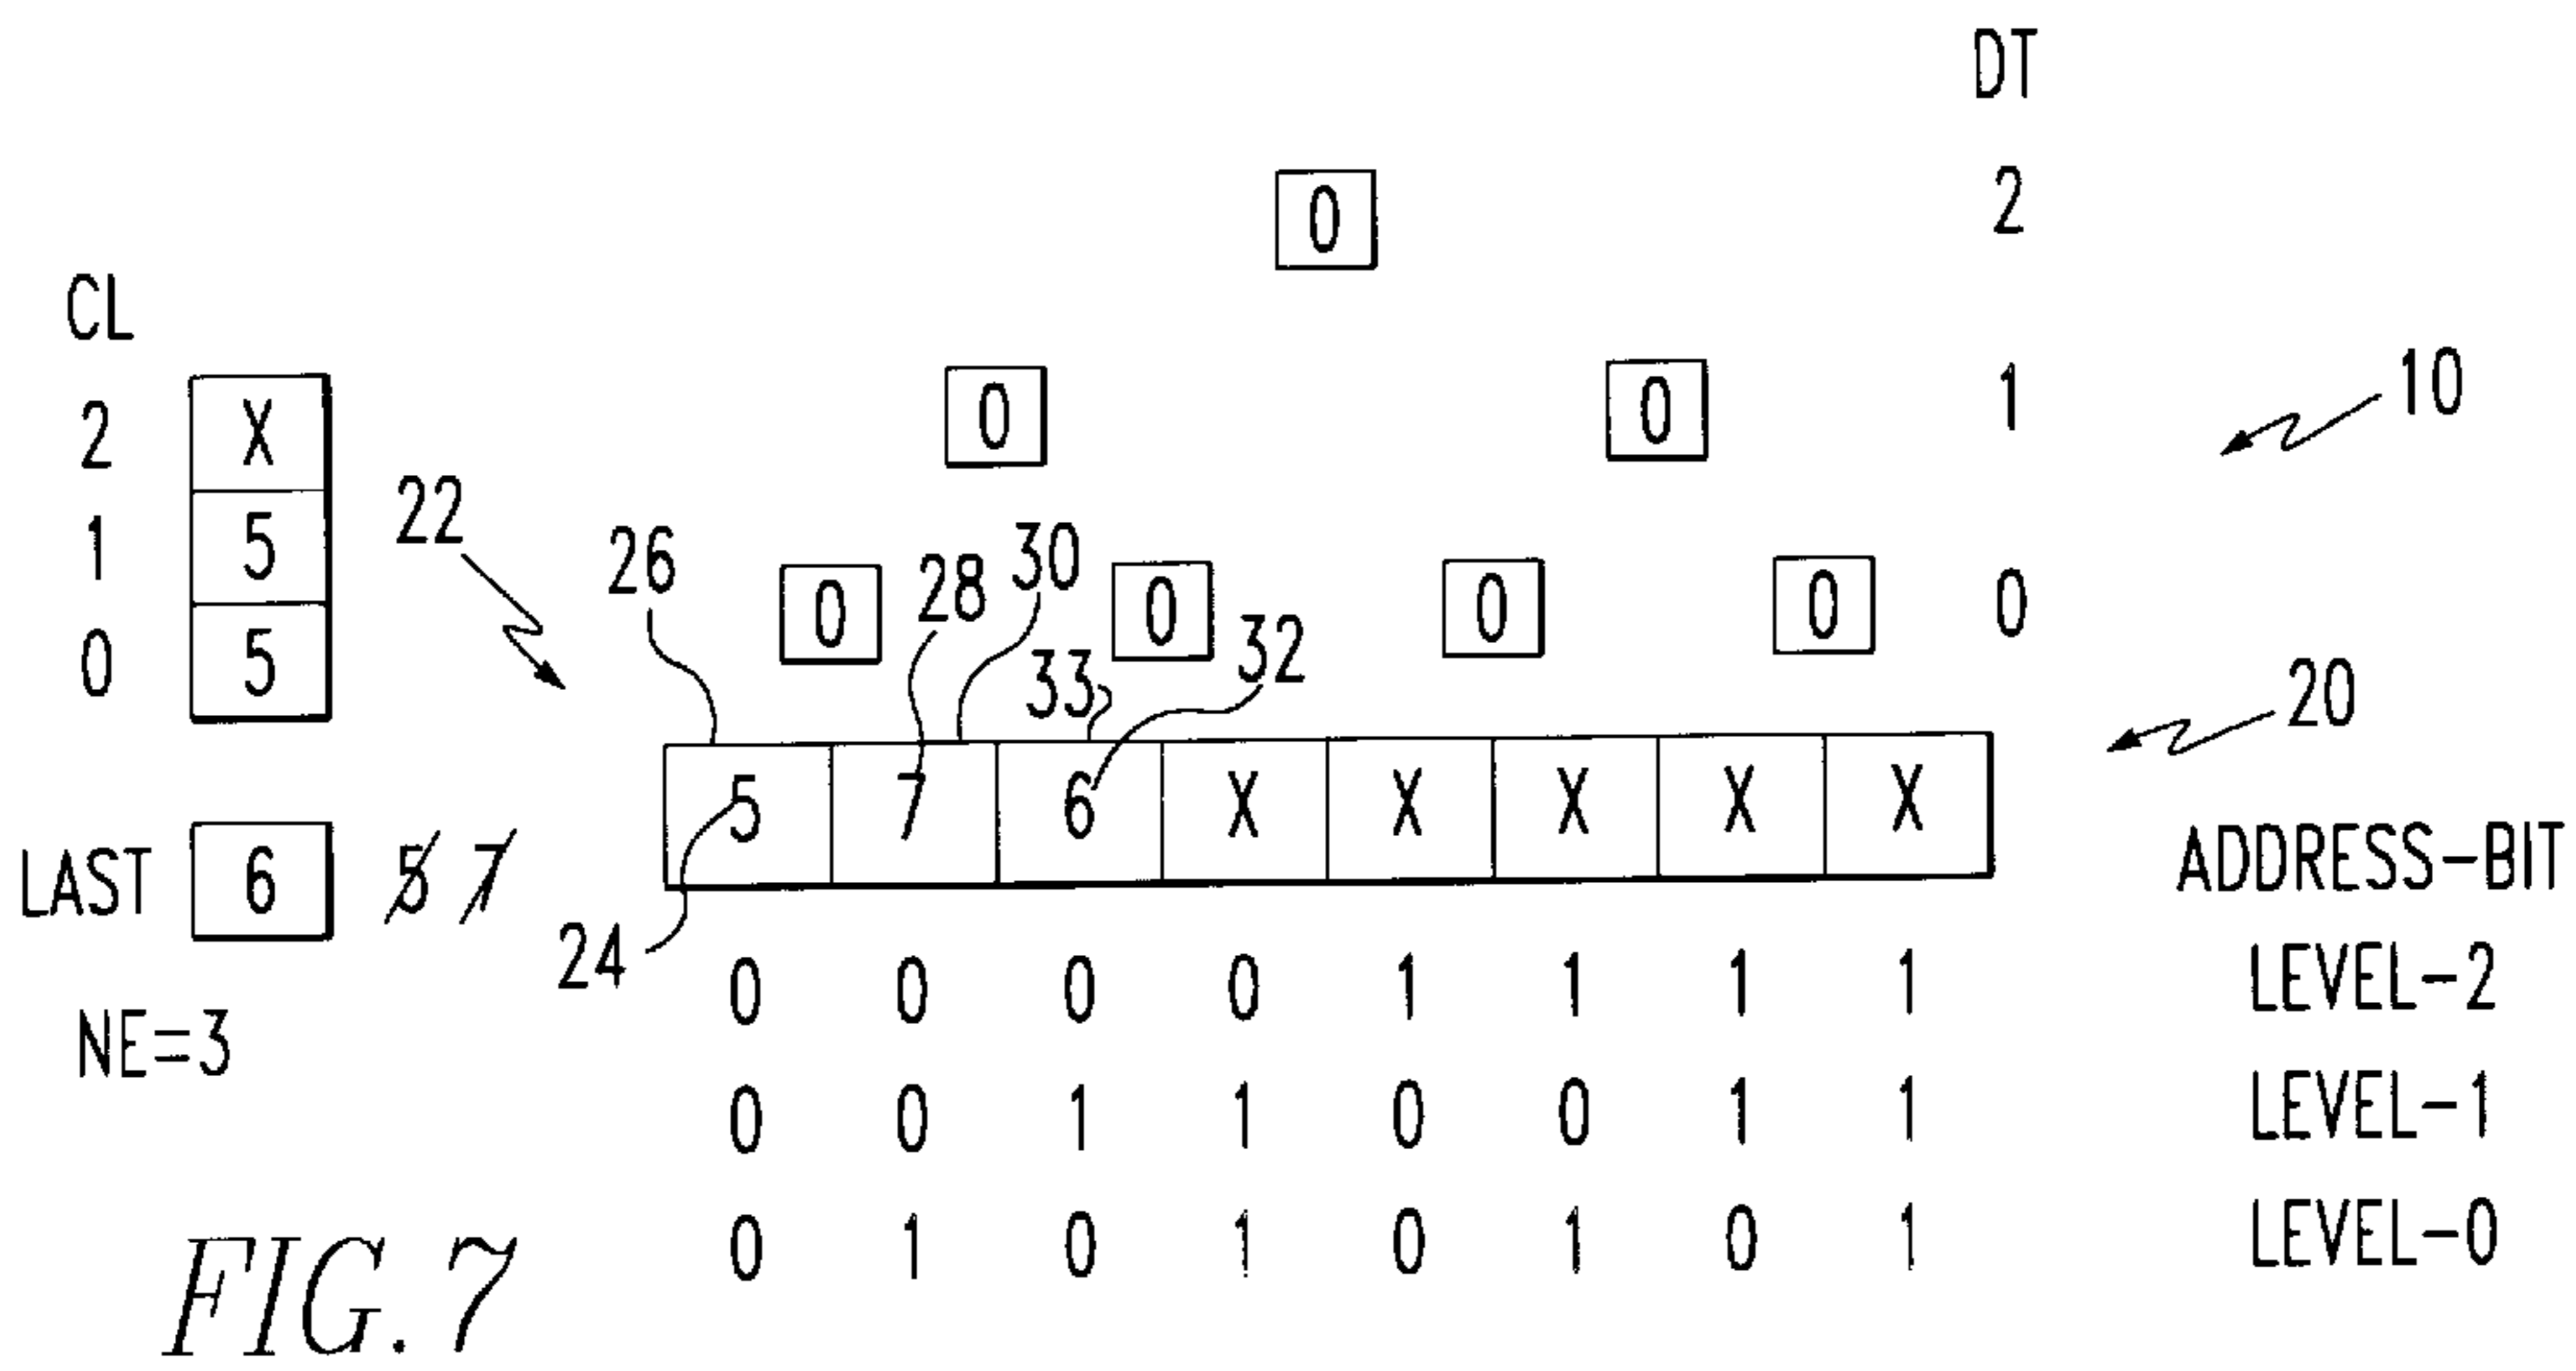 DT
0 2
CL
0 0 1 10
2 X
22 1 5
26 28 30
0 0 0 0 0
0 5
33 32
20
5 7 6 X X X X X
LAST 6 5 7
ADDRESS-BIT
24
0 0 0 0 1 1 1 1 LEVEL-2
NE=3
0 0 1 1 0 0 1 1 LEVEL-1
0 1 0 1 0 1 0 1 LEVEL-0
FIG. 7